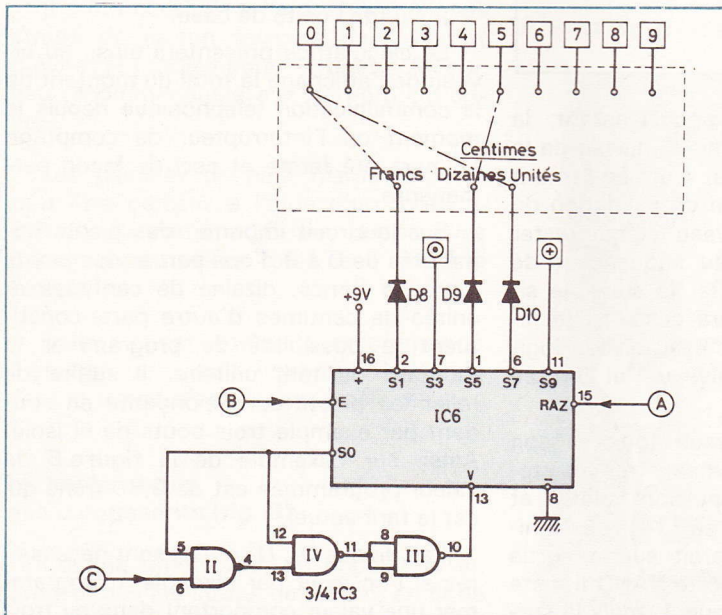 0 1 2 3 4 5 6 7 8 9
Centimes
Francs Dizaines Unités
D8 D9 D10
+9V
16 2 7 1 6 11
+ S1 S3 S5 S7 S9
B E IC6 RAZ 15 A
S0
V
13 8
5 12 8
II 4 IV 11 III 10
6 13 9
C
3/4 IC3